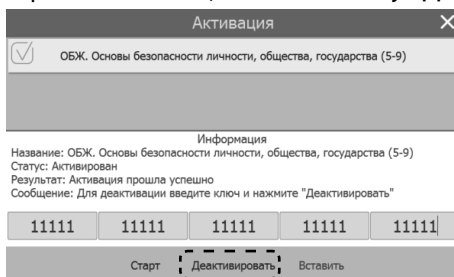 Активация
ОБЖ. Основы безопасности личности, общества, государства (5-9)
Информация
Название: ОБЖ. Основы безопасности личности, общества, государства (5-9)
Статус: Активирован
Результат: Активация прошла успешно
Сообщение: Для деактивации введите ключ и нажмите "Деактивировать"
11111 11111 11111 11111 11111
Старт Деактивировать Вставить